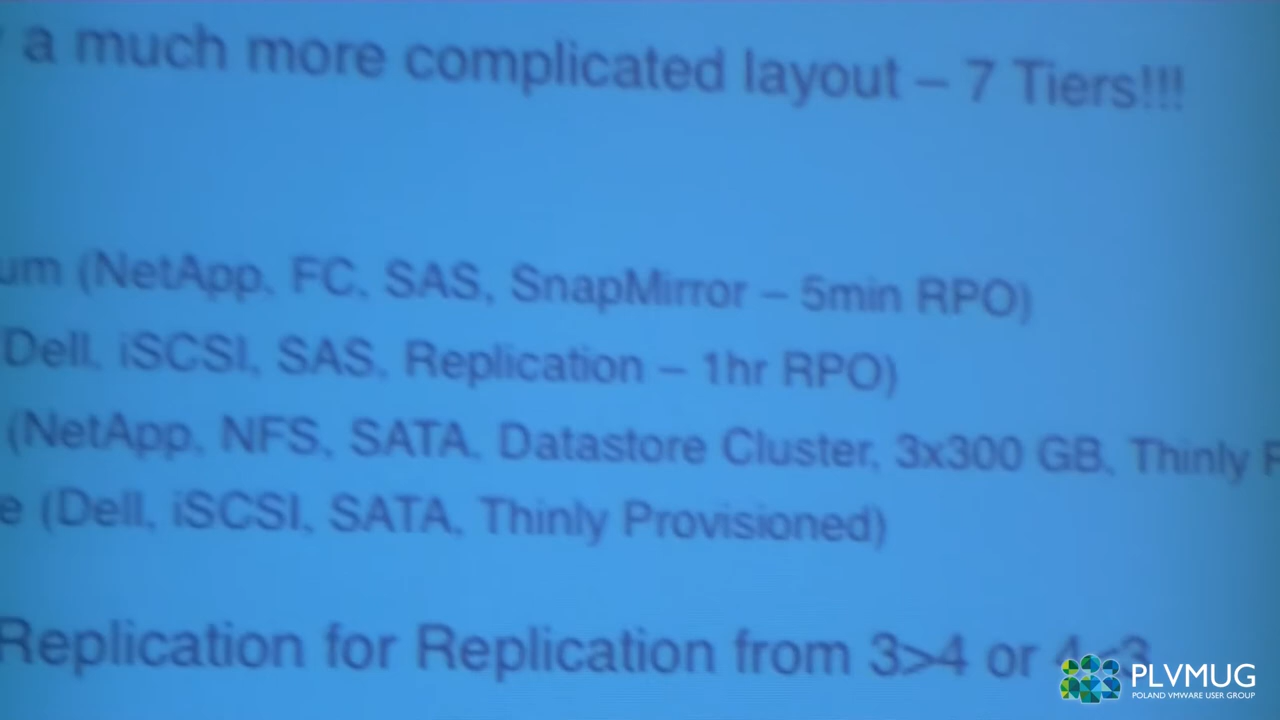 a much more complicated layout – 7 Tiers!!!
um (NetApp, FC, SAS, SnapMirror – 5min RPO)
Dell, iSCSI, SAS, Replication – 1hr RPO)
(NetApp, NFS, SATA, Datastore Cluster, 3x300 GB, Thinly
e (Dell, iSCSI, SATA, Thinly Provisioned)
Replication for Replication from 3>4 or 4<3
PLVMUG
POLAND VMWARE USER GROUP